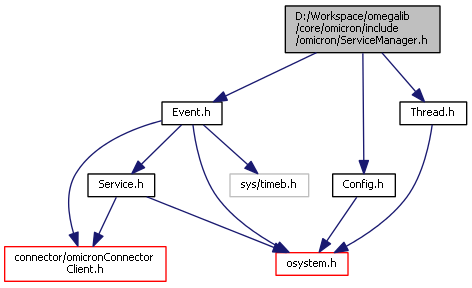 D:/Workspace/omegalib
/core/omicron/include
/omicron/ServiceManager.h
Event.h
Thread.h
Service.h
sys/timeb.h
Config.h
connector/omicronConnector
Client.h
osystem.h